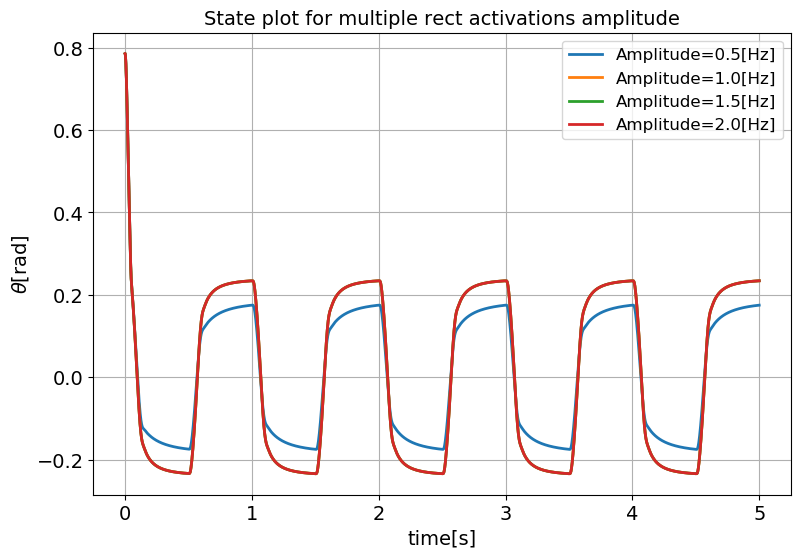 State plot for multiple rect activations amplitude
Amplitude=0.5[Hz]
Amplitude=1.0[Hz]
Amplitude=1.5[Hz]
Amplitude=2.0[Hz]
θ[rad]
0.8
0.6
0.4
0.2
0.0
−0.2
0 1 2 3 4 5
time[s]